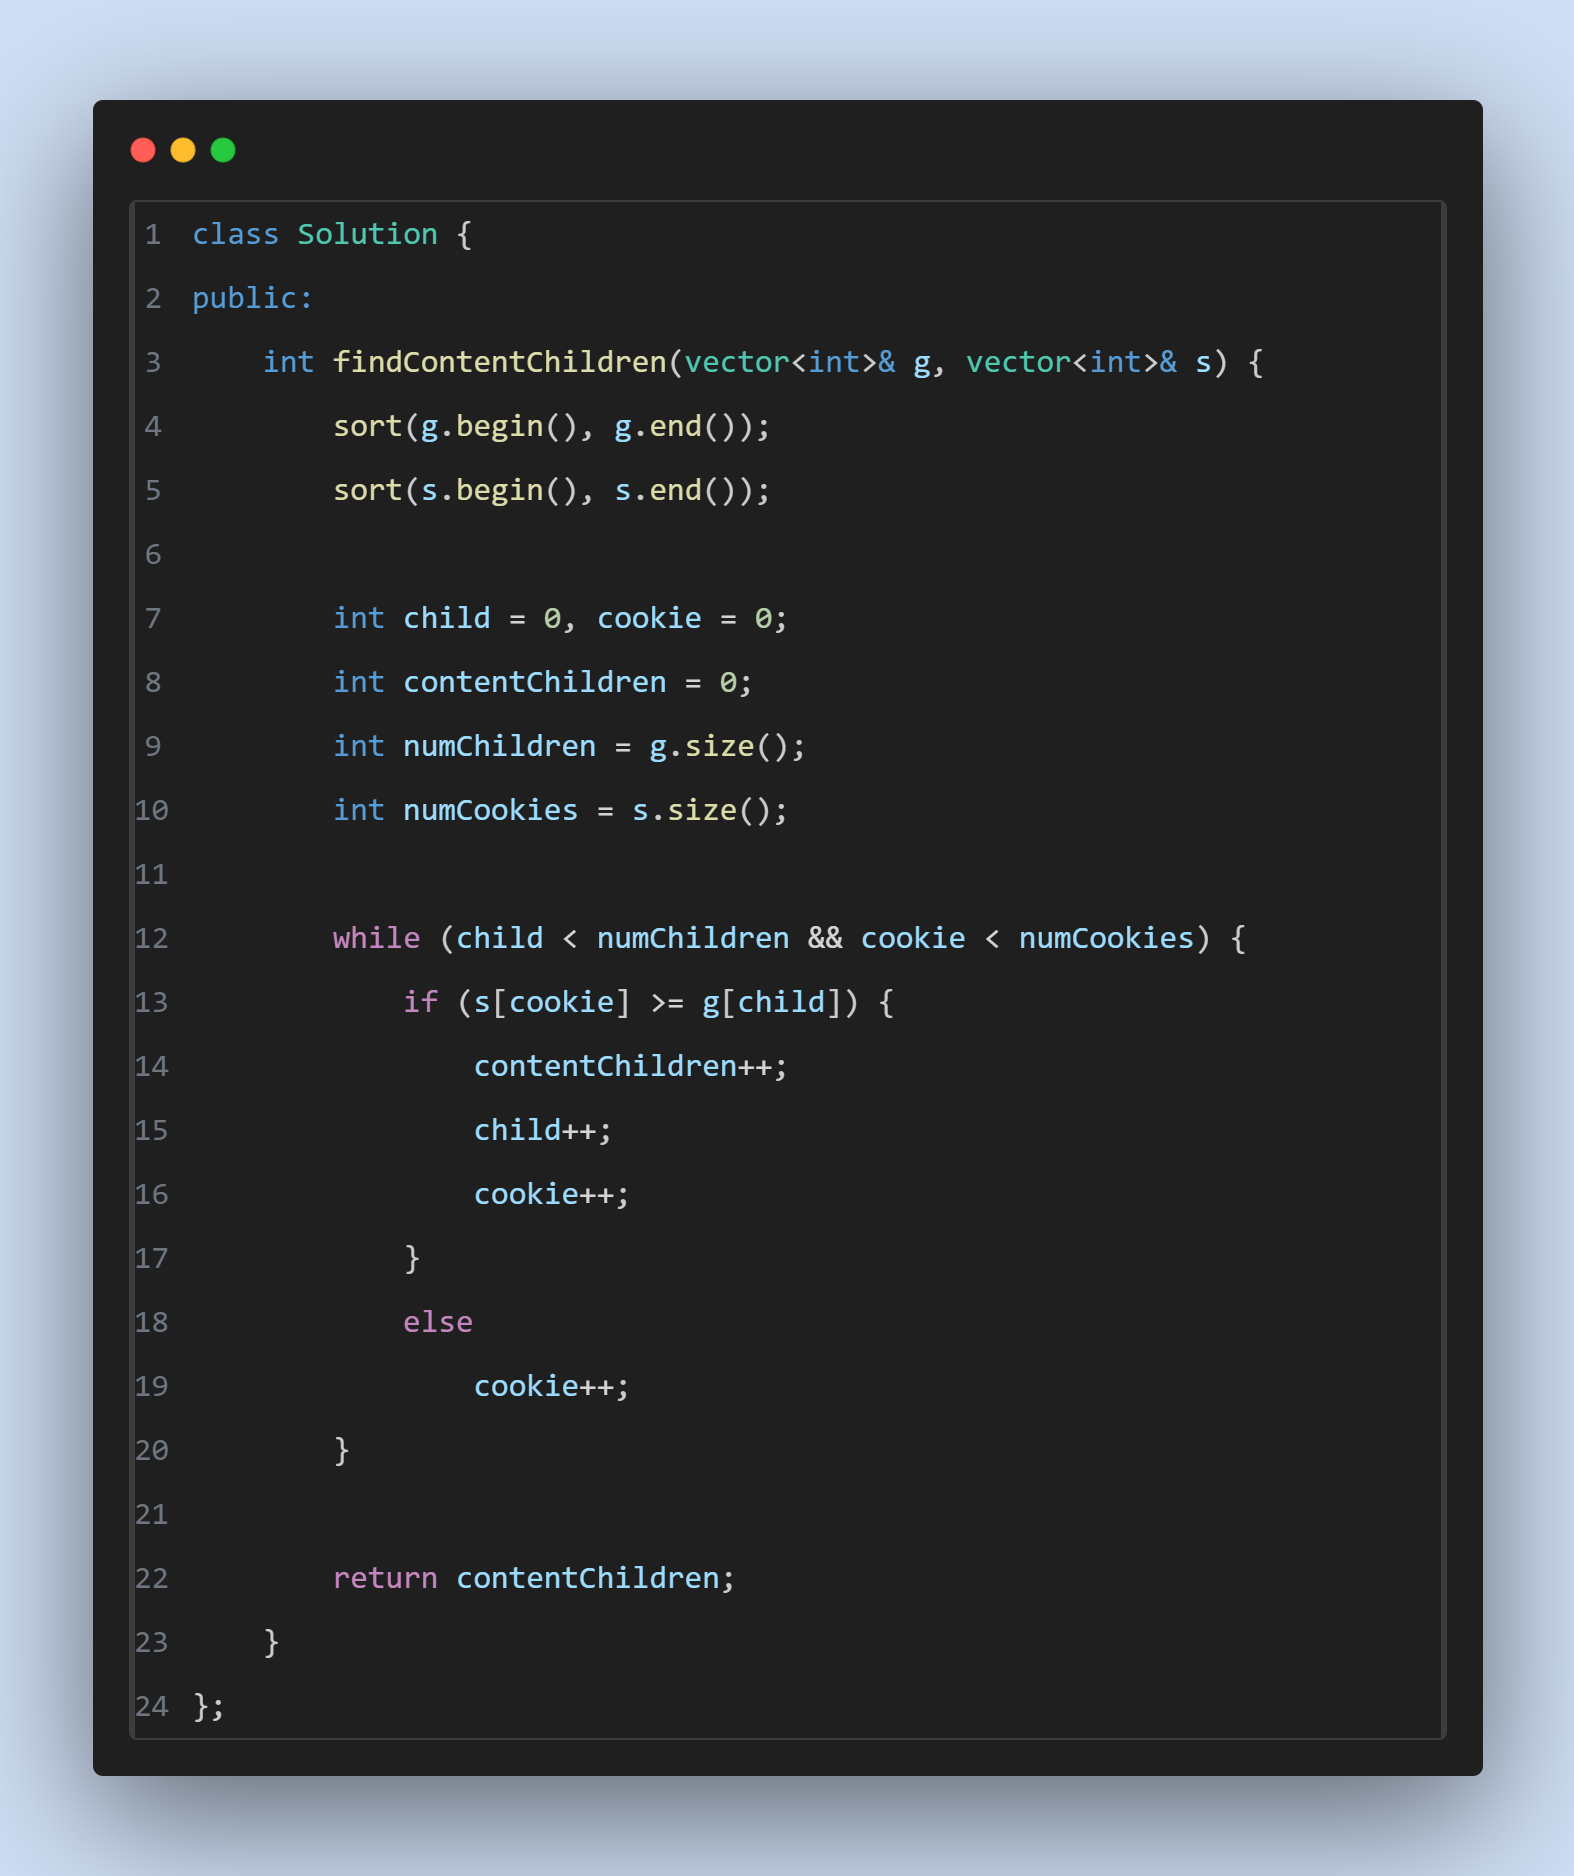 1 class Solution {
2 public:
3     int findContentChildren(vector<int>& g, vector<int>& s) {
4         sort(g.begin(), g.end());
5         sort(s.begin(), s.end());
6
7         int child = 0, cookie = 0;
8         int contentChildren = 0;
9         int numChildren = g.size();
10         int numCookies = s.size();
11
12         while (child < numChildren && cookie < numCookies) {
13             if (s[cookie] >= g[child]) {
14                 contentChildren++;
15                 child++;
16                 cookie++;
17             }
18             else
19                 cookie++;
20         }
21
22         return contentChildren;
23     }
24 };